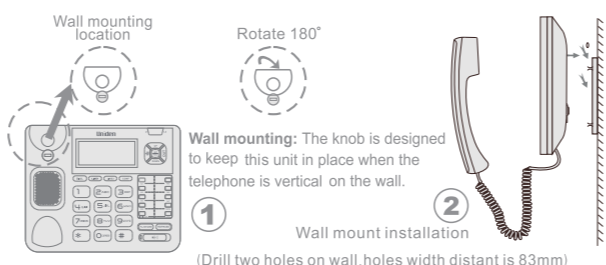 Wall mounting
location
Rotate 180°
Uniden
Wall mounting: The knob is designed
to keep this unit in place when the
telephone is vertical on the wall.
1
2
Wall mount installation
(Drill two holes on wall,holes width distant is 83mm)